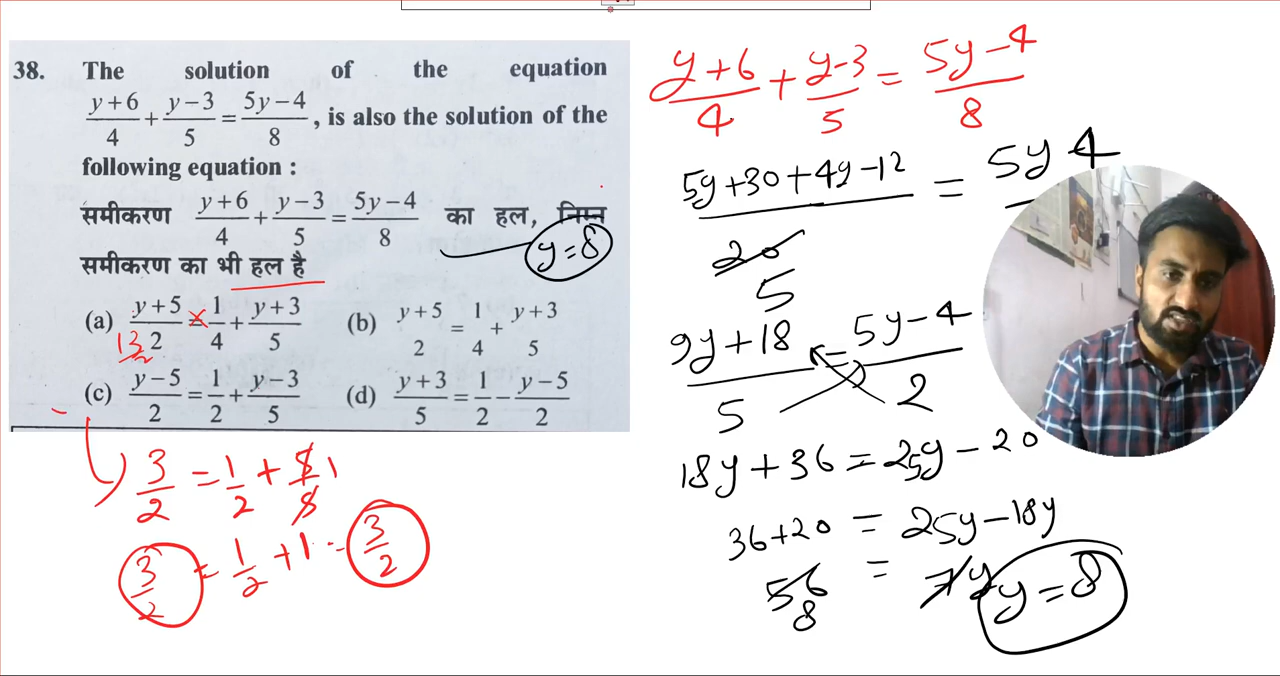 38. The solution of the equation
(y+6)/4 + (y−3)/5 = (5y−4)/8, is also the solution of the
following equation :
समीकरण (y+6)/4 + (y−3)/5 = (5y−4)/8 का हल, निम्न
समीकरण का भी हल है
y=8
(a) (y+5)/2 = 1/4 + (y+3)/5 (b) (y+5)/2 = 1/4 + (y+3)/5
13/2
(c) (y−5)/2 = 1/2 + (y−3)/5 (d) (y+3)/5 = 1/2 − (y−5)/2
3/2 = 1/2 + 5/5 1
3/2 = 1/2 + 1 = 3/2
(y+6)/4 + (y-3)/5 = (5y-4)/8
(5y+30+4y-12)/20 = 5y 4
5
(9y+18)/5 = (5y-4)/2
18y+36 = 25y-20
36+20 = 25y-18y
56 = 7y
8
y=8